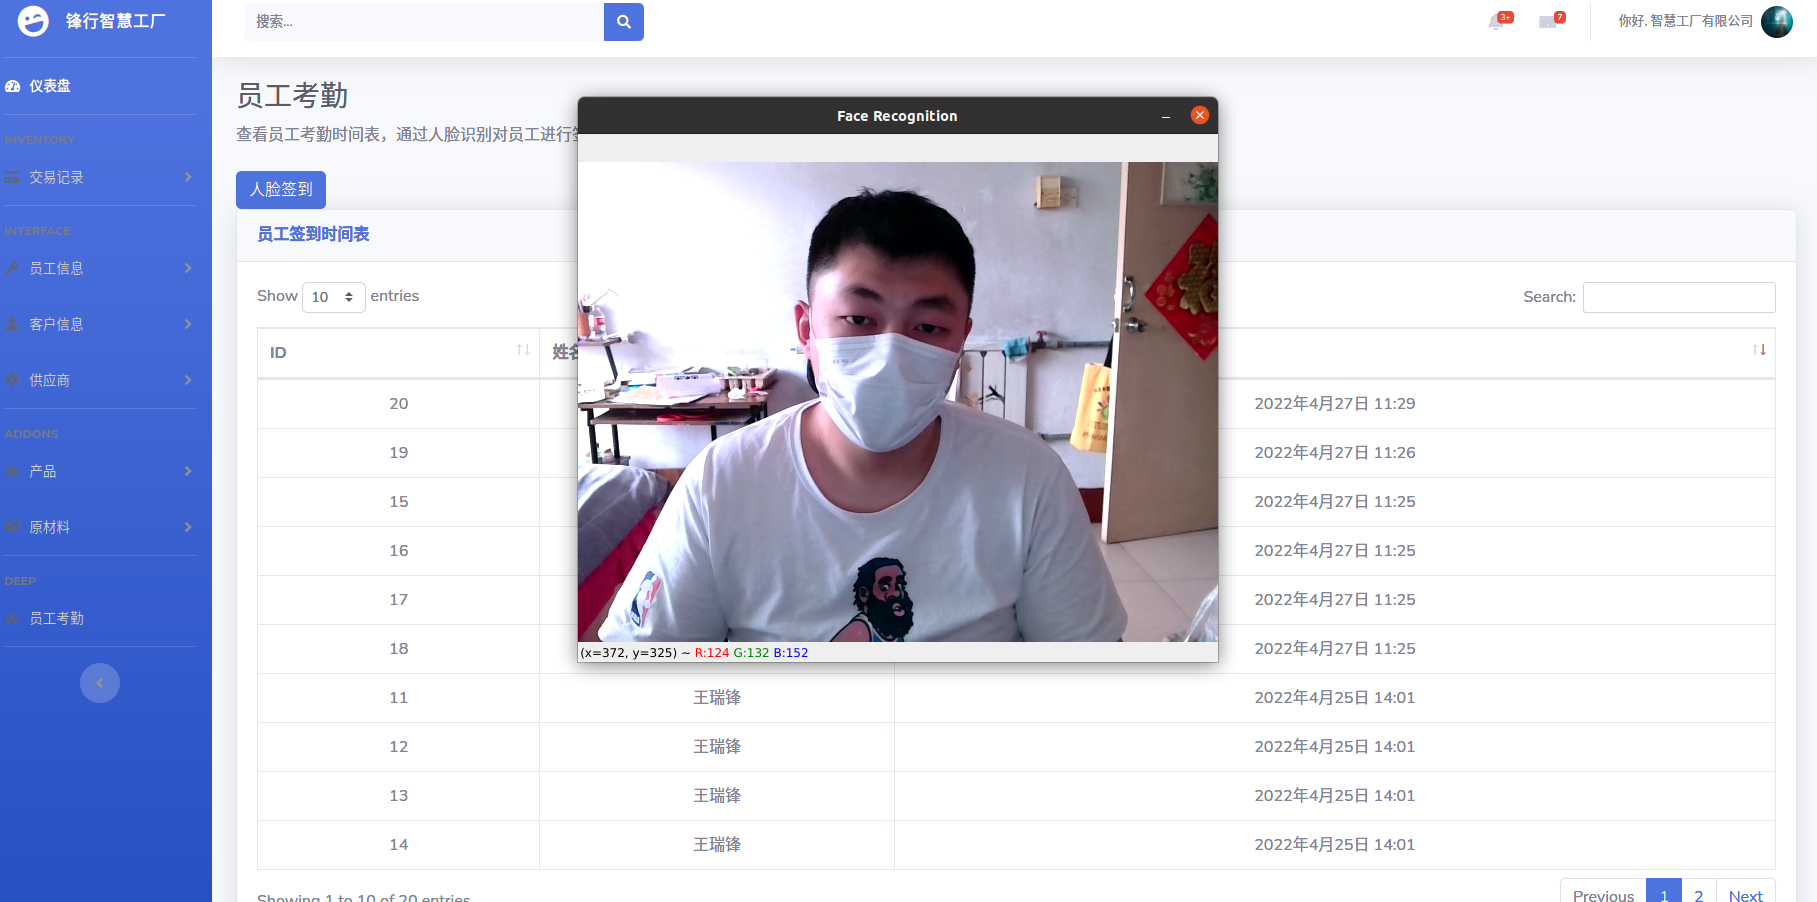 锋行智慧工厂
搜索...
3+
7
你好, 智慧工厂有限公司
仪表盘
INVENTORY
交易记录
INTERFACE
员工信息
客户信息
供应商
ADDONS
产品
原材料
DEEP
员工考勤
员工考勤
查看员工考勤时间表，通过人脸识别对员工进行
人脸签到
员工签到时间表
Show 10 entries
Search:
ID
姓
20 2022年4月27日 11:29
19 2022年4月27日 11:26
15 2022年4月27日 11:25
16 2022年4月27日 11:25
17 2022年4月27日 11:25
18 2022年4月27日 11:25
11 王瑞锋 2022年4月25日 14:01
12 王瑞锋 2022年4月25日 14:01
13 王瑞锋 2022年4月25日 14:01
14 王瑞锋 2022年4月25日 14:01
Showing 1 to 10 of 20 entries
Previous 1 2 Next
Face Recognition
(x=372, y=325) ~ R:124 G:132 B:152